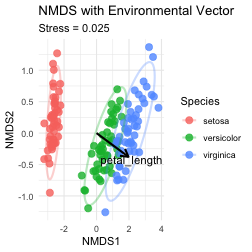 NMDS with Environmental Vector
Stress = 0.025
1.0
0.5
0.0
-0.5
-1.0
NMDS2
petal_length
-2
0
2
4
NMDS1
Species
setosa
versicolor
virginica